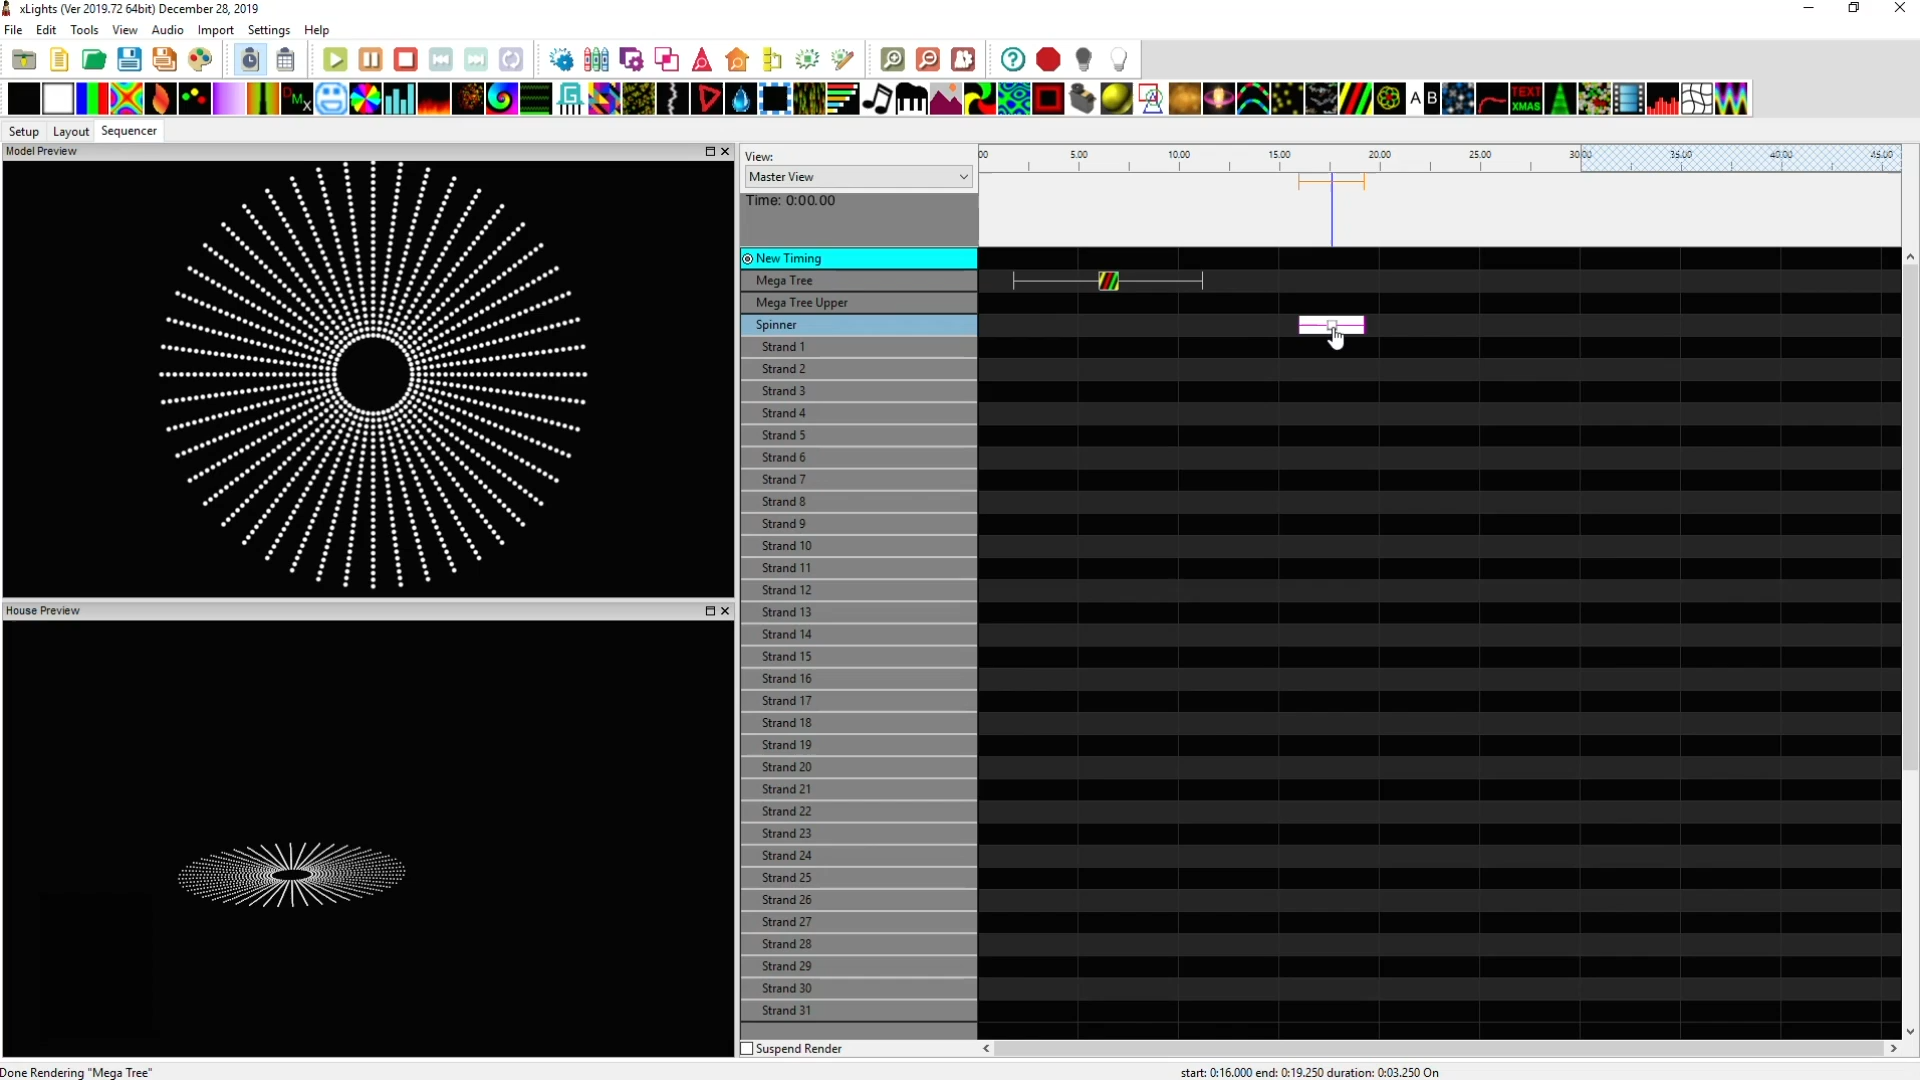 xLights (Ver 2019.72 64bit) December 28, 2019
File Edit Tools View Audio Import Settings Help
DMX
A B
TEXT XMAS
Setup Layout Sequencer
Model Preview
View:
Master View
Time: 0:00.00
00 5.00 10.00 15.00 20.00 25.00 30.00 35.00 40.00 45.00
New Timing
Mega Tree
Mega Tree Upper
Spinner
Strand 1
Strand 2
Strand 3
Strand 4
Strand 5
Strand 6
Strand 7
Strand 8
Strand 9
Strand 10
Strand 11
Strand 12
Strand 13
Strand 14
Strand 15
Strand 16
Strand 17
Strand 18
Strand 19
Strand 20
Strand 21
Strand 22
Strand 23
Strand 24
Strand 25
Strand 26
Strand 27
Strand 28
Strand 29
Strand 30
Strand 31
House Preview
Suspend Render
Done Rendering "Mega Tree"
start: 0:16.000 end: 0:19.250 duration: 0:03.250 On